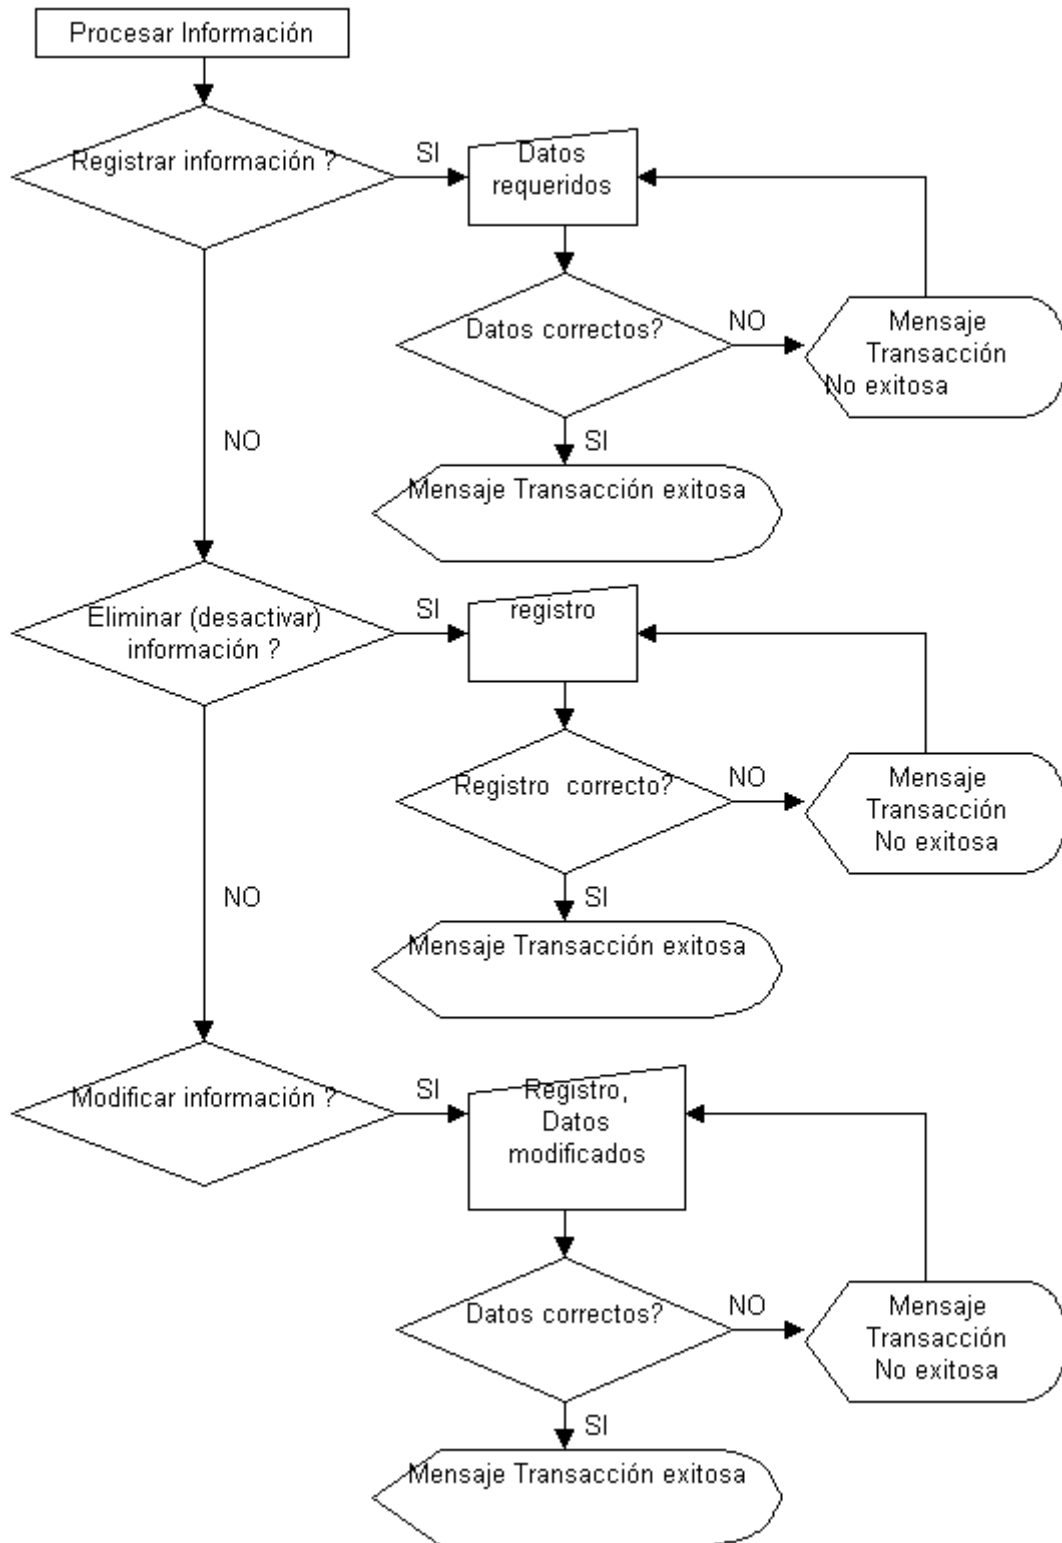 Procesar Información
Registrar información ?
SI
Datos
requeridos
Datos correctos?
NO
Mensaje
Transacción
No exitosa
SI
Mensaje Transacción exitosa
NO
Eliminar (desactivar)
información ?
SI
registro
Registro  correcto?
NO
Mensaje
Transacción
No exitosa
SI
Mensaje Transacción exitosa
NO
Modificar información ?
SI
Registro,
Datos
modificados
Datos correctos?
NO
Mensaje
Transacción
No exitosa
SI
Mensaje Transacción exitosa